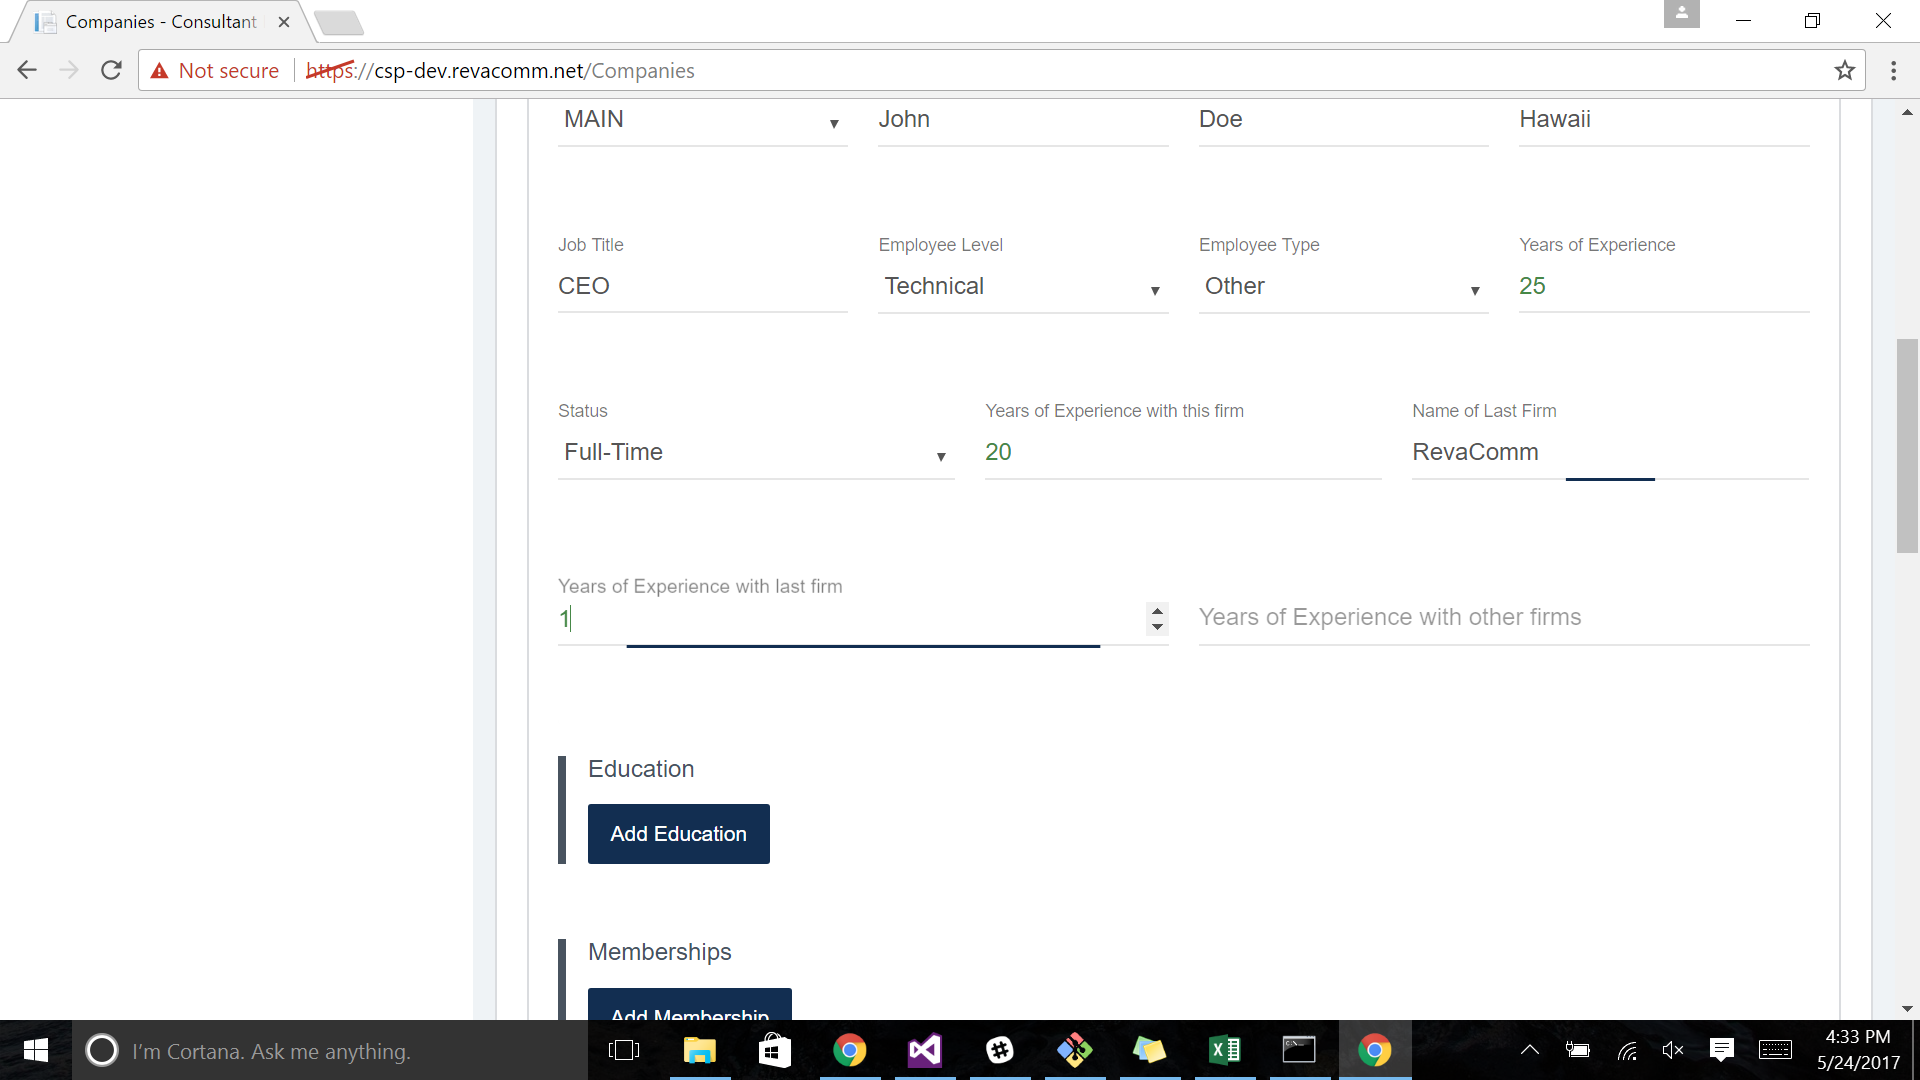 Companies - Consultant
Not secure https://csp-dev.revacomm.net/Companies
MAIN John Doe Hawaii
Job Title Employee Level Employee Type Years of Experience
CEO Technical Other 25
Status Years of Experience with this firm Name of Last Firm
Full-Time 20 RevaComm
Years of Experience with last firm
1 Years of Experience with other firms
Education
Add Education
Memberships
Add Membership
I'm Cortana. Ask me anything.
4:33 PM
5/24/2017